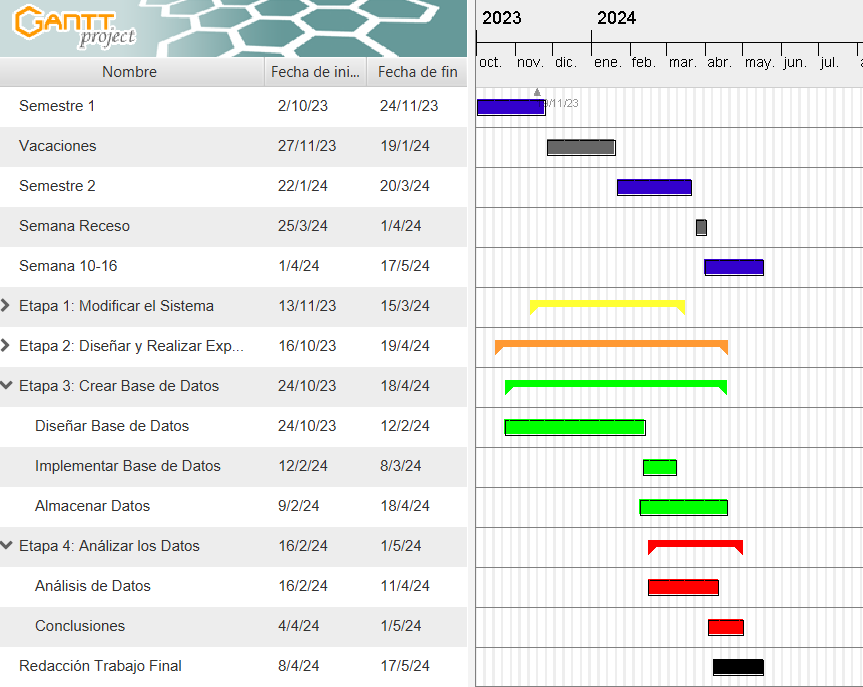 GANTT project
2023 2024
Nombre Fecha de ini... Fecha de fin oct. nov. dic. ene. feb. mar. abr. may. jun. jul.
Semestre 1 2/10/23 24/11/23 /11/23
Vacaciones 27/11/23 19/1/24
Semestre 2 22/1/24 20/3/24
Semana Receso 25/3/24 1/4/24
Semana 10-16 1/4/24 17/5/24
Etapa 1: Modificar el Sistema 13/11/23 15/3/24
Etapa 2: Diseñar y Realizar Exp... 16/10/23 19/4/24
Etapa 3: Crear Base de Datos 24/10/23 18/4/24
Diseñar Base de Datos 24/10/23 12/2/24
Implementar Base de Datos 12/2/24 8/3/24
Almacenar Datos 9/2/24 18/4/24
Etapa 4: Análizar los Datos 16/2/24 1/5/24
Análisis de Datos 16/2/24 11/4/24
Conclusiones 4/4/24 1/5/24
Redacción Trabajo Final 8/4/24 17/5/24